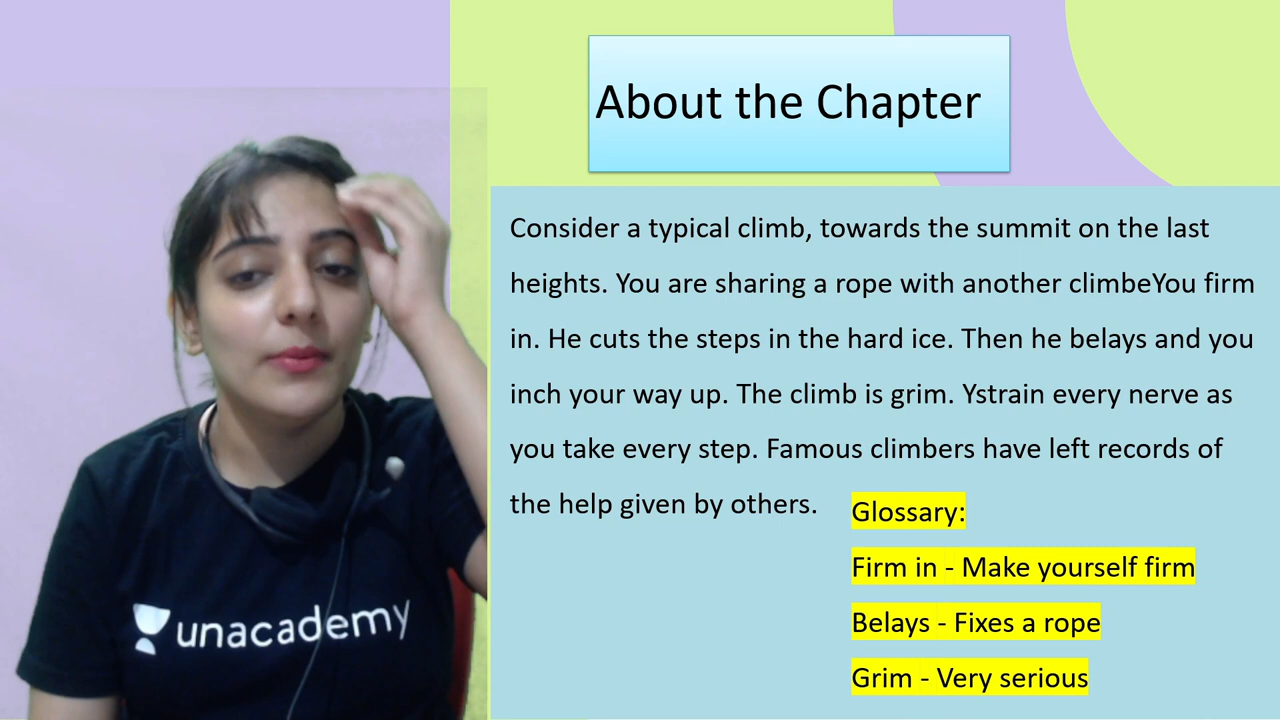 About the Chapter
Consider a typical climb, towards the summit on the last
heights. You are sharing a rope with another climbeYou firm
in. He cuts the steps in the hard ice. Then he belays and you
inch your way up. The climb is grim. Ystrain every nerve as
you take every step. Famous climbers have left records of
the help given by others.
Glossary:
Firm in - Make yourself firm
Belays - Fixes a rope
Grim - Very serious
unacademy